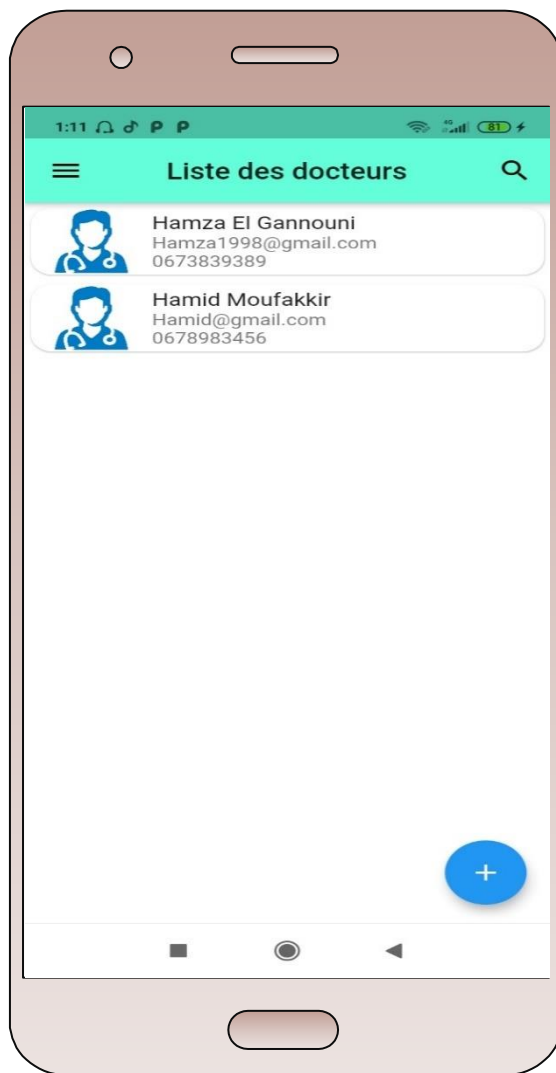 1:11 P P 4G 81
Liste des docteurs
Hamza El Gannouni
Hamza1998@gmail.com
0673839389
Hamid Moufakkir
Hamid@gmail.com
0678983456
+